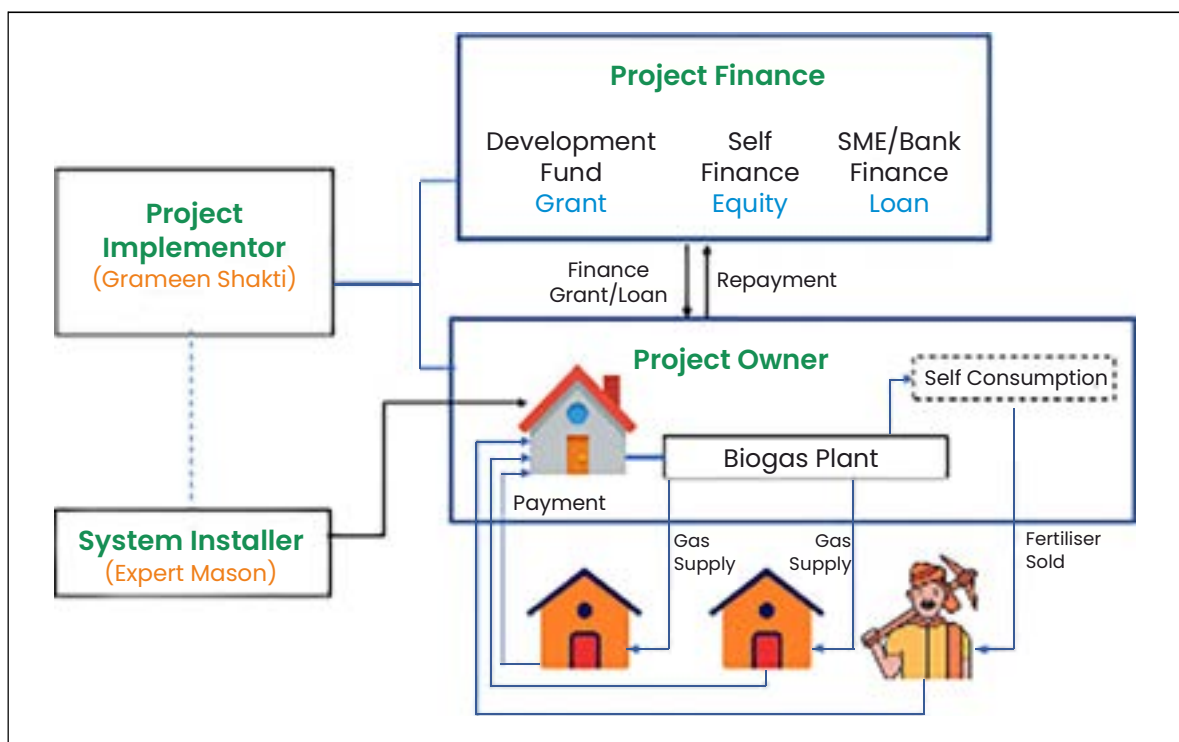 Project Finance
Development
Fund
Grant
Self
Finance
Equity
SME/Bank
Finance
Loan
Project
Implementor
(Grameen Shakti)
Finance
Grant/Loan
Repayment
Project Owner
Self Consumption
Biogas Plant
Payment
System Installer
(Expert Mason)
Gas
Supply
Gas
Supply
Fertiliser
Sold